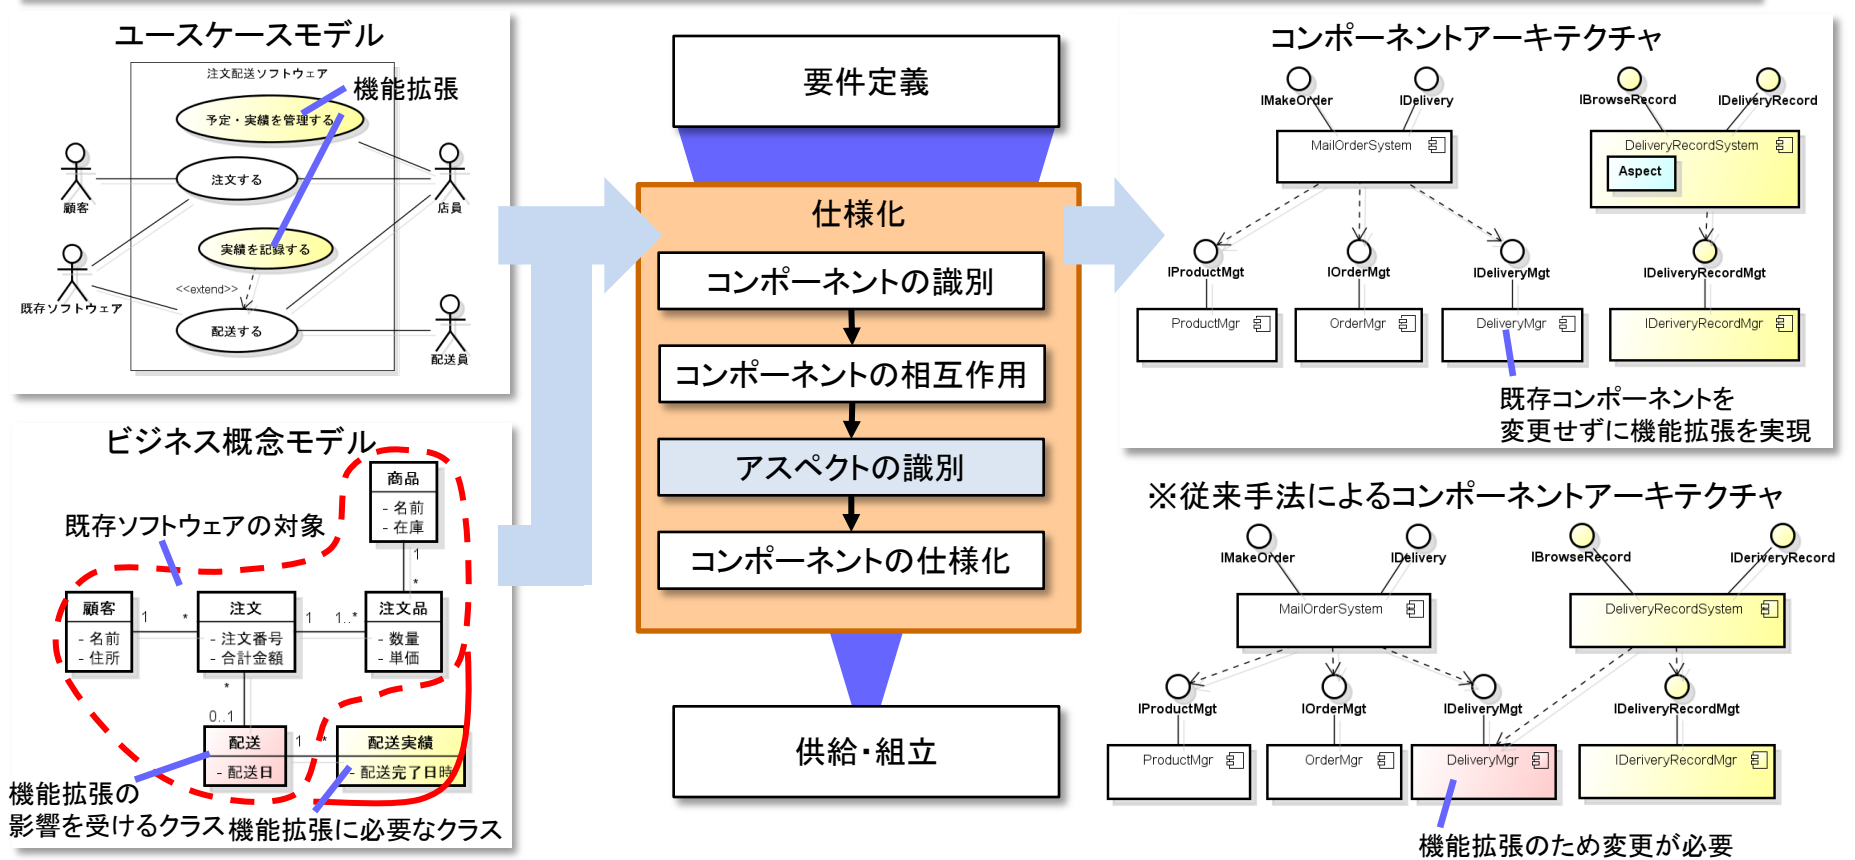 ユースケースモデル
注文配送ソフトウェア
機能拡張
予定・実績を管理する
注文する
顧客
店員
実績を記録する
<<extend>>
既存ソフトウェア
配送する
配送員
ビジネス概念モデル
商品
- 名前
- 在庫
既存ソフトウェアの対象
1
*
顧客
- 名前
- 住所
1
*
注文
- 注文番号
- 合計金額
1
1..*
注文品
- 数量
- 単価
*
0..1
配送
- 配送日
1
*
配送実績
- 配送完了日時
機能拡張の
影響を受けるクラス
機能拡張に必要なクラス
要件定義
仕様化
コンポーネントの識別
コンポーネントの相互作用
アスペクトの識別
コンポーネントの仕様化
供給・組立
コンポーネントアーキテクチャ
IMakeOrder
IDelivery
IBrowseRecord
IDeliveryRecord
MailOrderSystem
DeliveryRecordSystem
Aspect
IProductMgt
IOrderMgt
IDeliveryMgt
IDeliveryRecordMgt
ProductMgr
OrderMgr
DeliveryMgr
IDeriveryRecordMgr
既存コンポーネントを
変更せずに機能拡張を実現
※従来手法によるコンポーネントアーキテクチャ
IMakeOrder
IDelivery
IBrowseRecord
IDeriveryRecord
MailOrderSystem
DeliveryRecordSystem
IProductMgt
IOrderMgt
IDeliveryMgt
IDeliveryRecordMgt
ProductMgr
OrderMgr
DeliveryMgr
IDeriveryRecordMgr
機能拡張のため変更が必要